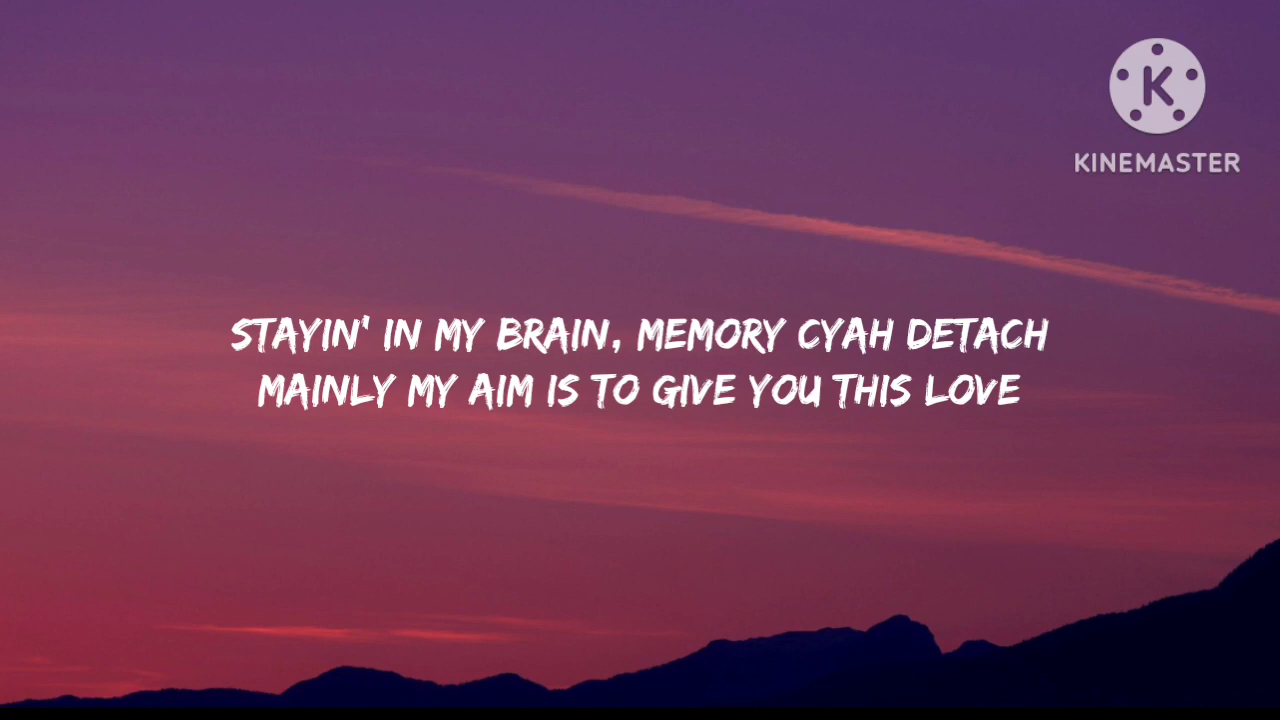 KINEMASTER
STAYIN' IN MY BRAIN, MEMORY CYAH DETACH
MAINLY MY AIM IS TO GIVE YOU THIS LOVE